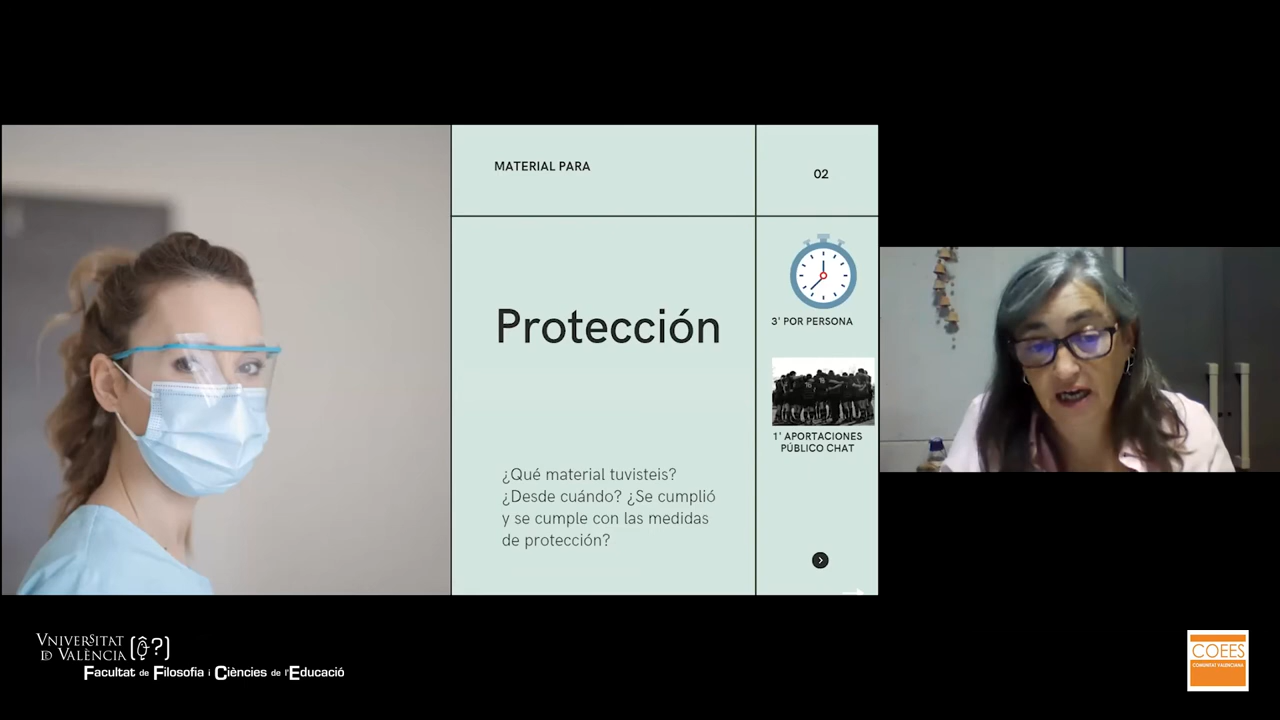 MATERIAL PARA
02
Protección
3' POR PERSONA
1' APORTACIONES
PÚBLICO CHAT
¿Qué material tuvisteis?
¿Desde cuándo? ¿Se cumplió
y se cumple con las medidas
de protección?
VNIVERSITAT
ID VALÈNCIA
Facultat de Filosofia i Ciències de l'Educació
COEES
COMUNITAT VALENCIANA